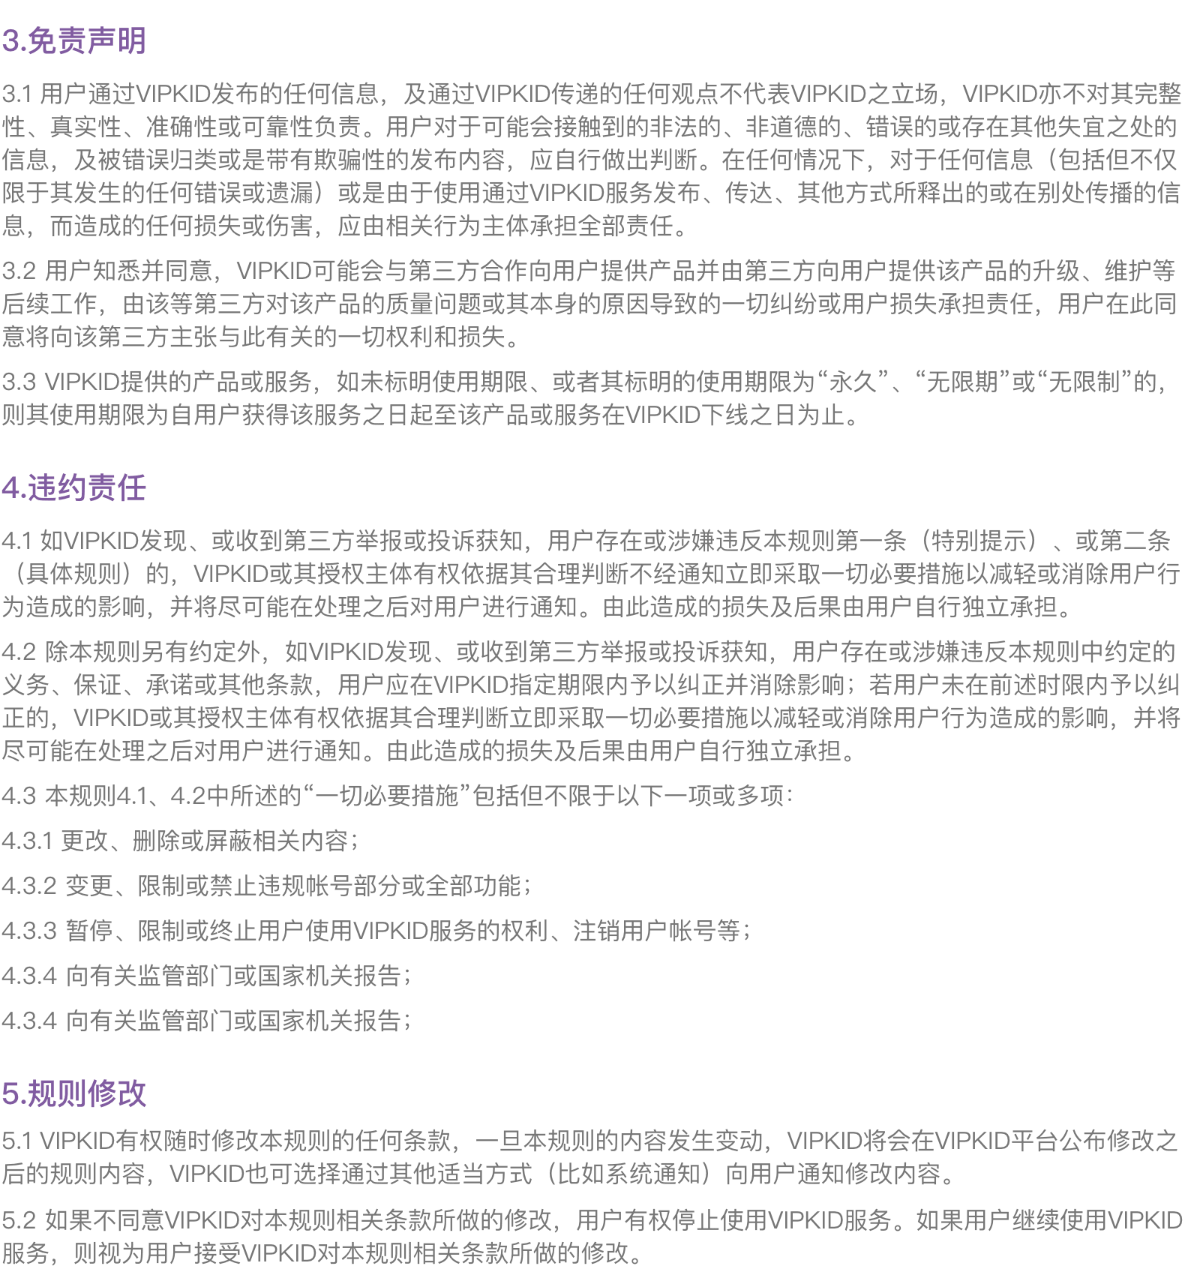 3.免责声明
3.1 用户通过VIPKID发布的任何信息，及通过VIPKID传递的任何观点不代表VIPKID之立场，VIPKID亦不对其完整
性、真实性、准确性或可靠性负责。用户对于可能会接触到的非法的、非道德的、错误的或存在其他失宜之处的
信息，及被错误归类或是带有欺骗性的发布内容，应自行做出判断。在任何情况下，对于任何信息（包括但不仅
限于其发生的任何错误或遗漏）或是由于使用通过VIPKID服务发布、传达、其他方式所释出的或在别处传播的信
息，而造成的任何损失或伤害，应由相关行为主体承担全部责任。
3.2 用户知悉并同意，VIPKID可能会与第三方合作向用户提供产品并由第三方向用户提供该产品的升级、维护等
后续工作，由该等第三方对该产品的质量问题或其本身的原因导致的一切纠纷或用户损失承担责任，用户在此同
意将向该第三方主张与此有关的一切权利和损失。
3.3 VIPKID提供的产品或服务，如未标明使用期限、或者其标明的使用期限为“永久”、“无限期”或“无限制”的，
则其使用期限为自用户获得该服务之日起至该产品或服务在VIPKID下线之日为止。
4.违约责任
4.1 如VIPKID发现、或收到第三方举报或投诉获知，用户存在或涉嫌违反本规则第一条（特别提示）、或第二条
（具体规则）的，VIPKID或其授权主体有权依据其合理判断不经通知立即采取一切必要措施以减轻或消除用户行
为造成的影响，并将尽可能在处理之后对用户进行通知。由此造成的损失及后果由用户自行独立承担。
4.2 除本规则另有约定外，如VIPKID发现、或收到第三方举报或投诉获知，用户存在或涉嫌违反本规则中约定的
义务、保证、承诺或其他条款，用户应在VIPKID指定期限内予以纠正并消除影响；若用户未在前述时限内予以纠
正的，VIPKID或其授权主体有权依据其合理判断立即采取一切必要措施以减轻或消除用户行为造成的影响，并将
尽可能在处理之后对用户进行通知。由此造成的损失及后果由用户自行独立承担。
4.3 本规则4.1、4.2中所述的“一切必要措施”包括但不限于以下一项或多项：
4.3.1 更改、删除或屏蔽相关内容；
4.3.2 变更、限制或禁止违规帐号部分或全部功能；
4.3.3 暂停、限制或终止用户使用VIPKID服务的权利、注销用户帐号等；
4.3.4 向有关监管部门或国家机关报告；
4.3.4 向有关监管部门或国家机关报告；
5.规则修改
5.1 VIPKID有权随时修改本规则的任何条款，一旦本规则的内容发生变动，VIPKID将会在VIPKID平台公布修改之
后的规则内容，VIPKID也可选择通过其他适当方式（比如系统通知）向用户通知修改内容。
5.2 如果不同意VIPKID对本规则相关条款所做的修改，用户有权停止使用VIPKID服务。如果用户继续使用VIPKID
服务，则视为用户接受VIPKID对本规则相关条款所做的修改。